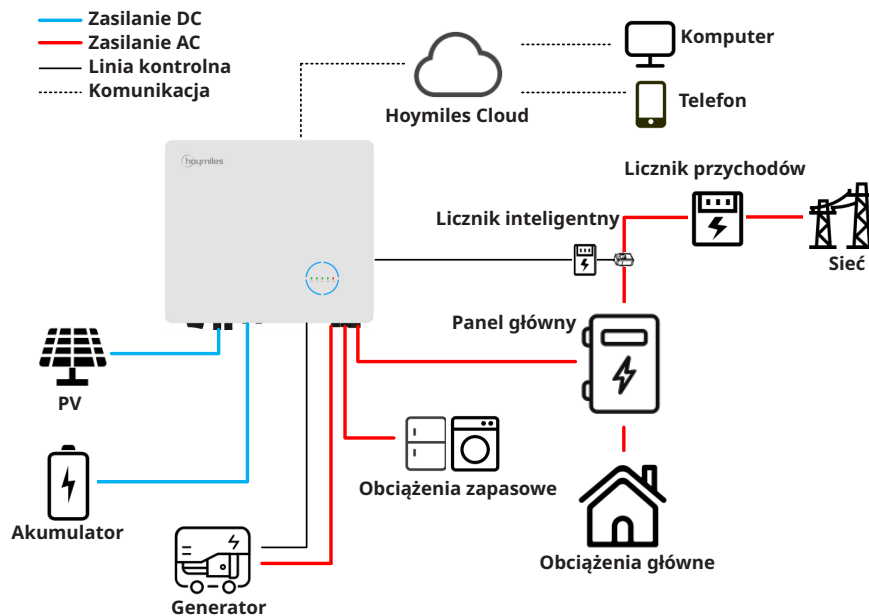 Zasilanie DC
Zasilanie AC
Linia kontrolna
Komunikacja
Komputer
Telefon
Hoymiles Cloud
hoymiles
Licznik przychodów
Licznik inteligentny
Sieć
Panel główny
PV
Obciążenia zapasowe
Akumulator
Obciążenia główne
Generator